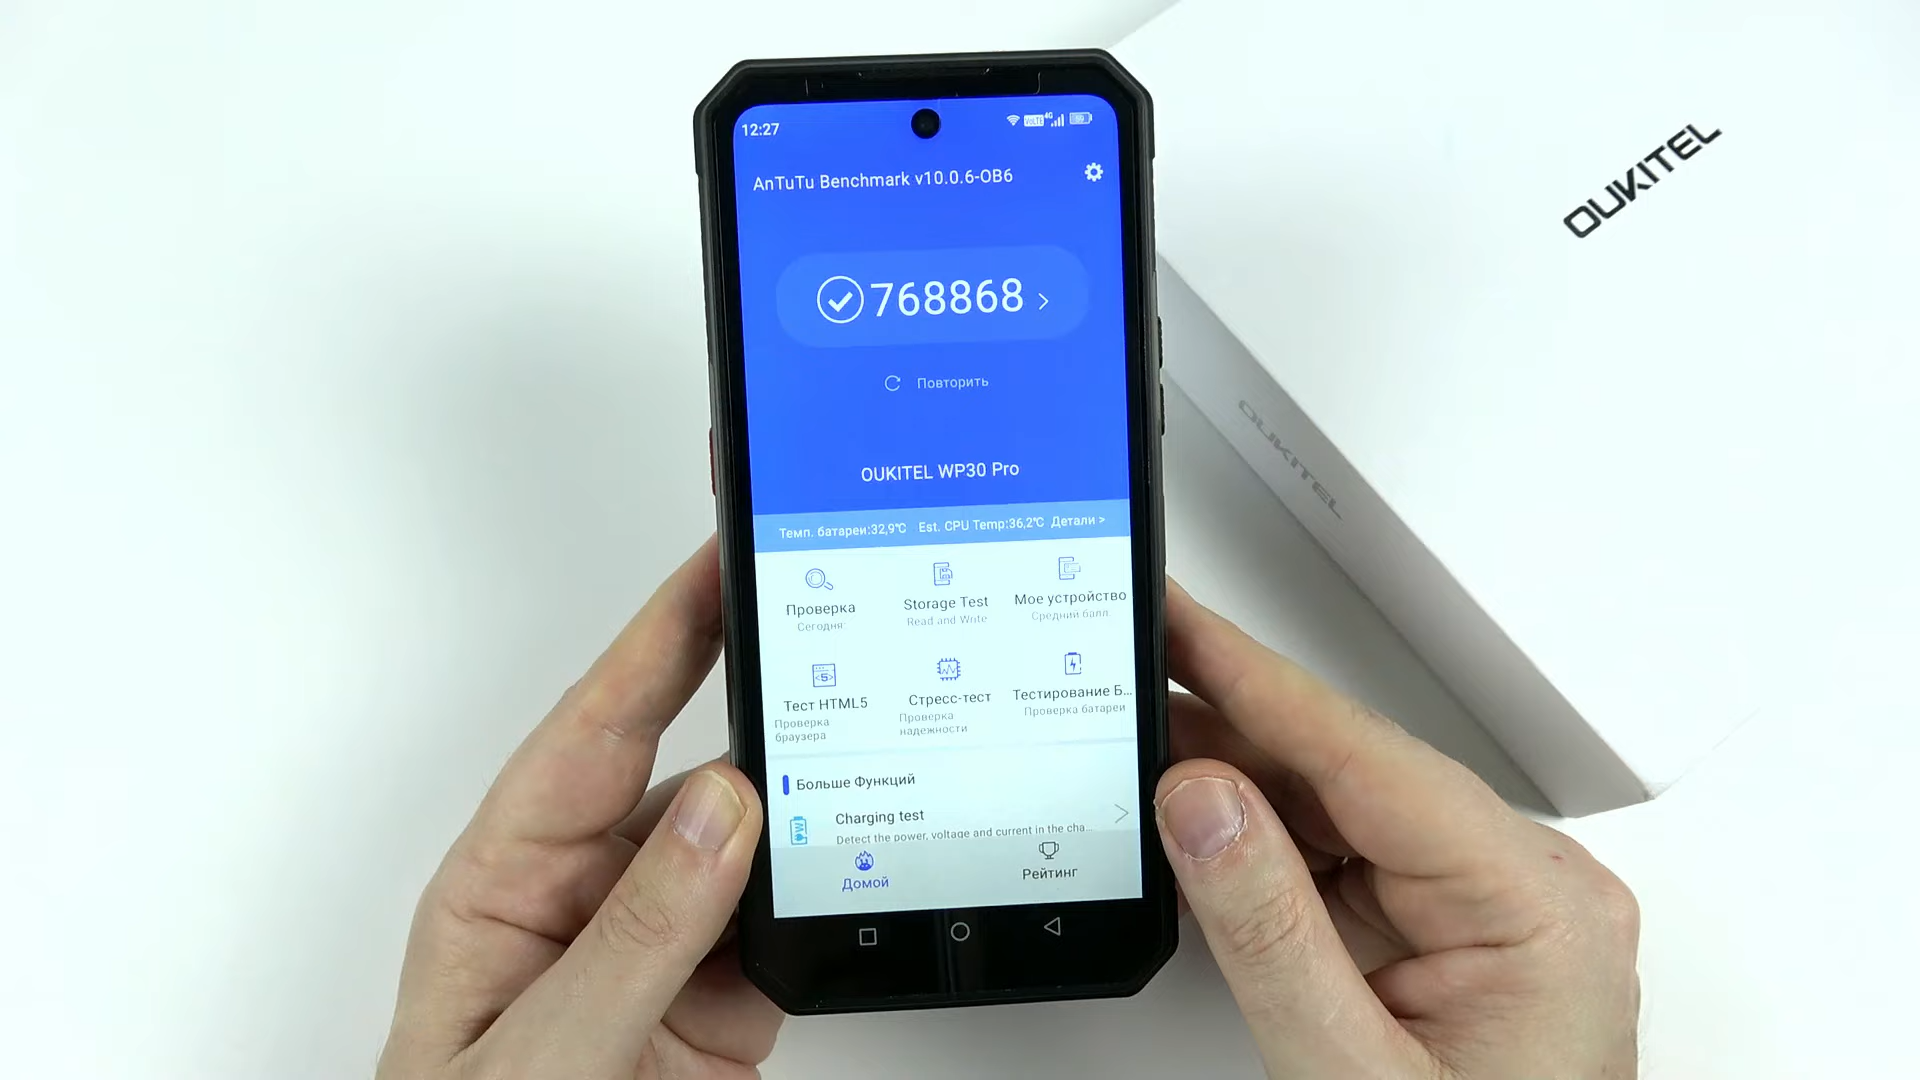 12:27
VoLTE 4G 59
AnTuTu Benchmark v10.0.6-OB6
768868
Повторить
OUKITEL WP30 Pro
Темп. батареи:32,9℃ Est. CPU Temp:36,2℃ Детали >
Проверка
Сегодня:
Storage Test
Read and Write
Мое устройство
Средний балл
Тест HTML5
Проверка
браузера
Стресс-тест
Проверка
надежности
Тестирование Б...
Проверка батареи
Больше Функций
Charging test
Detect the power, voltage and current in the cha...
Домой
Рейтинг
OUKITEL
OUKITEL